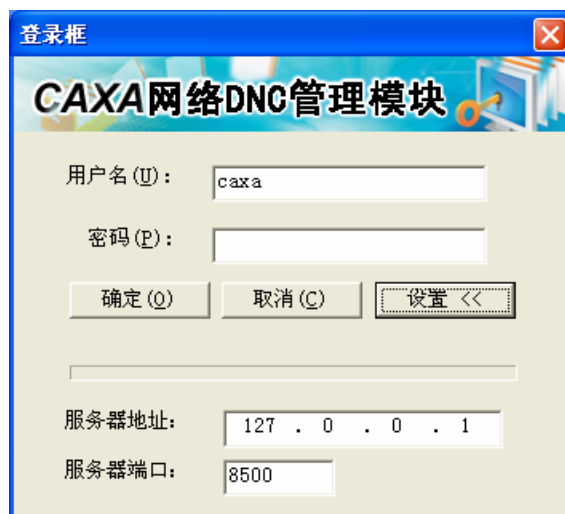 登录框
CAXA网络DNC管理模块
用户名(U): caxa
密码(P):
确定(O) 取消(C) 设置 <<
服务器地址: 127 . 0 . 0 . 1
服务器端口: 8500